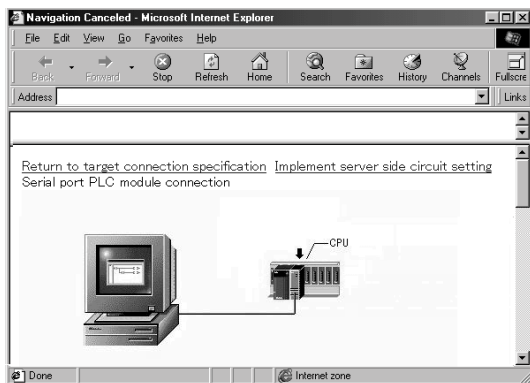 Navigation Canceled - Microsoft Internet Explorer
File Edit View Go Favorites Help
Back Forward Stop Refresh Home Search Favorites History Channels Fullscre
Address Links
Return to target connection specification Implement server side circuit setting
Serial port PLC module connection
CPU
Done Internet zone